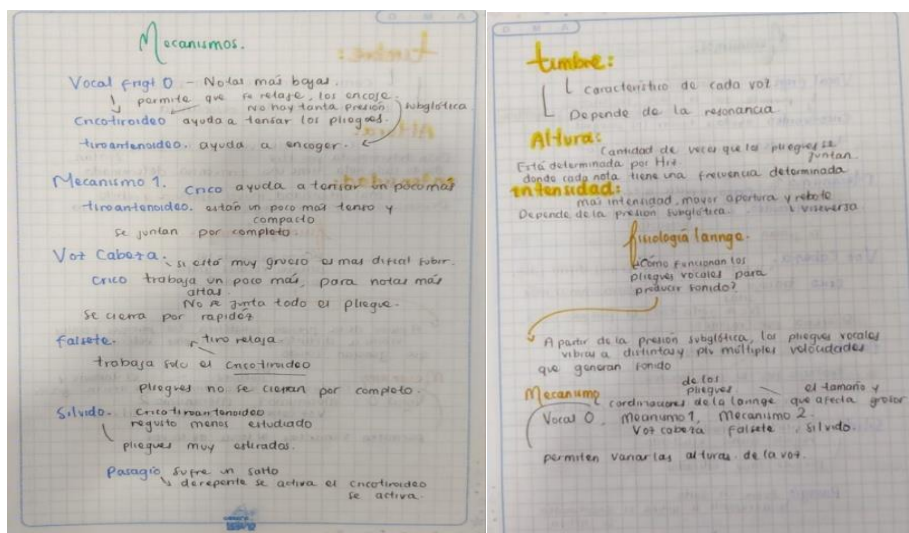 Mecanismos.
Vocal frigt 0 - Notas más bajas.
permite que se relaje, los encoje.
No hay tanta presión subglótica
Cricotiroideo ayuda a tensar los pliegues.
tiroaritenoideo. ayuda a encoger.
Mecanismo 1. Crico ayuda a tensar un poco más
tiroaritenoideo. están un poco más tenso y
compacto
se juntan por completo
Voz Cabeza. si está muy grueso es mas difícil subir.
Crico trabaja un poco más, para notas más
altas.
No se junta todo el pliegue.
se cierra por rapidéz
Falsete. tiro relaja
trabaja solo el cricotiroideo
pliegues no se cierran por completo.
Silvido. Cricotiroaritenoideo
registro menos estudiado
pliegues muy estirados.
Pasagio sufre un salto
derepente se activa el cricotiroideo
se activa.
timbre:
característico de cada voz
Depende de la resonancia
Altura:
Cantidad de veces que los pliegues se
juntan.
Está determinada por Hrz
donde cada nota tiene una frecuencia determinada
intensidad:
más intensidad, mayor apertura y rebote
Depende de la presión subglótica. viseversa
fisiología laringe.
¿Cómo funcionan los
pliegues vocales para
producir sonido?
A partir de la presión subglótica, los pliegues vocales
vibras a distintas y múltiples velocidades
que generan sonido
de los
pliegues el tamaño y
Mecanismo cordinaciones de la laringe que afecta grosor
Vocal 0, Mecanismo 1, Mecanismo 2.
Voz cabeza falsete silvido.
permiten variar las alturas de la voz.